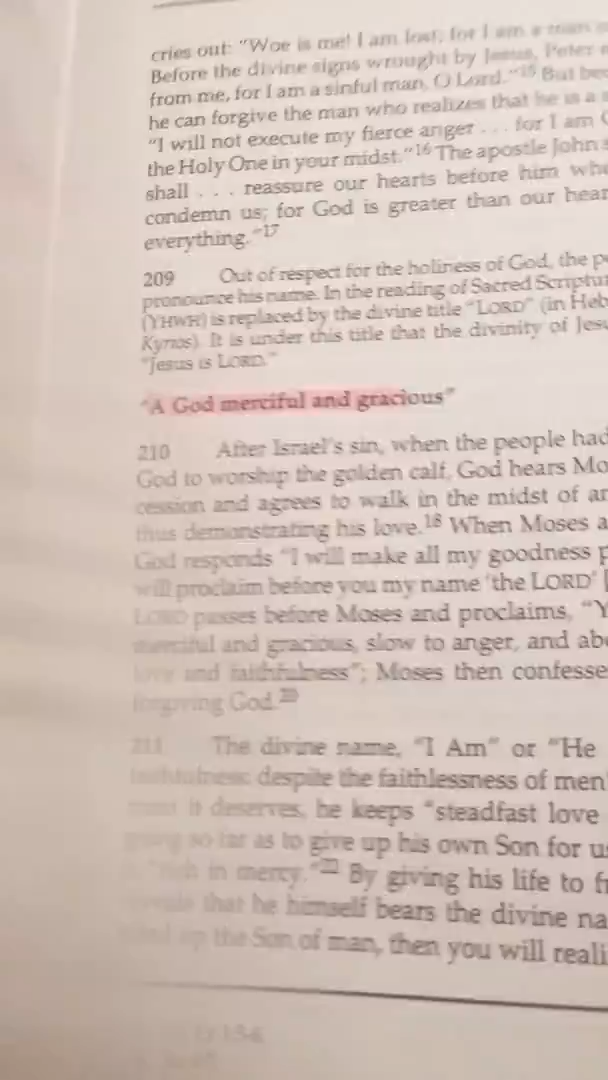 cries out: "Woe is me! I am lost; for I am a man
Before the divine signs wrought by Jesus, Peter
from me, for I am a sinful man, O Lord."15 But bec
he can forgive the man who realizes that he is a
"I will not execute my fierce anger . . . for I am
the Holy One in your midst."16 The apostle John
shall . . . reassure our hearts before him whe
condemn us; for God is greater than our hear
everything."17
209 Out of respect for the holiness of God, the
pronounce his name. In the reading of Sacred Scriptu
(YHWH) is replaced by the divine title "LORD" (in Heb
Kyrios). It is under this title that the divinity of Jesu
"Jesus is LORD."
"A God merciful and gracious"
210 After Israel's sin, when the people had
God to worship the golden calf, God hears Mo
cession and agrees to walk in the midst of
thus demonstrating his love.18 When Moses a
God responds "I will make all my goodness p
will proclaim before you my name 'the LORD' [
LORD passes before Moses and proclaims, "Y
merciful and gracious, slow to anger, and abo
love and faithfulness"; Moses then confesse
forgiving God.20
211 The divine name, "I Am" or "He
faithfulness: despite the faithlessness of men'
it deserves, he keeps "steadfast love
going so far as to give up his own Son for us
"rich in mercy." By giving his life to fr
reveals that he himself bears the divine na
up the Son of man, then you will reali